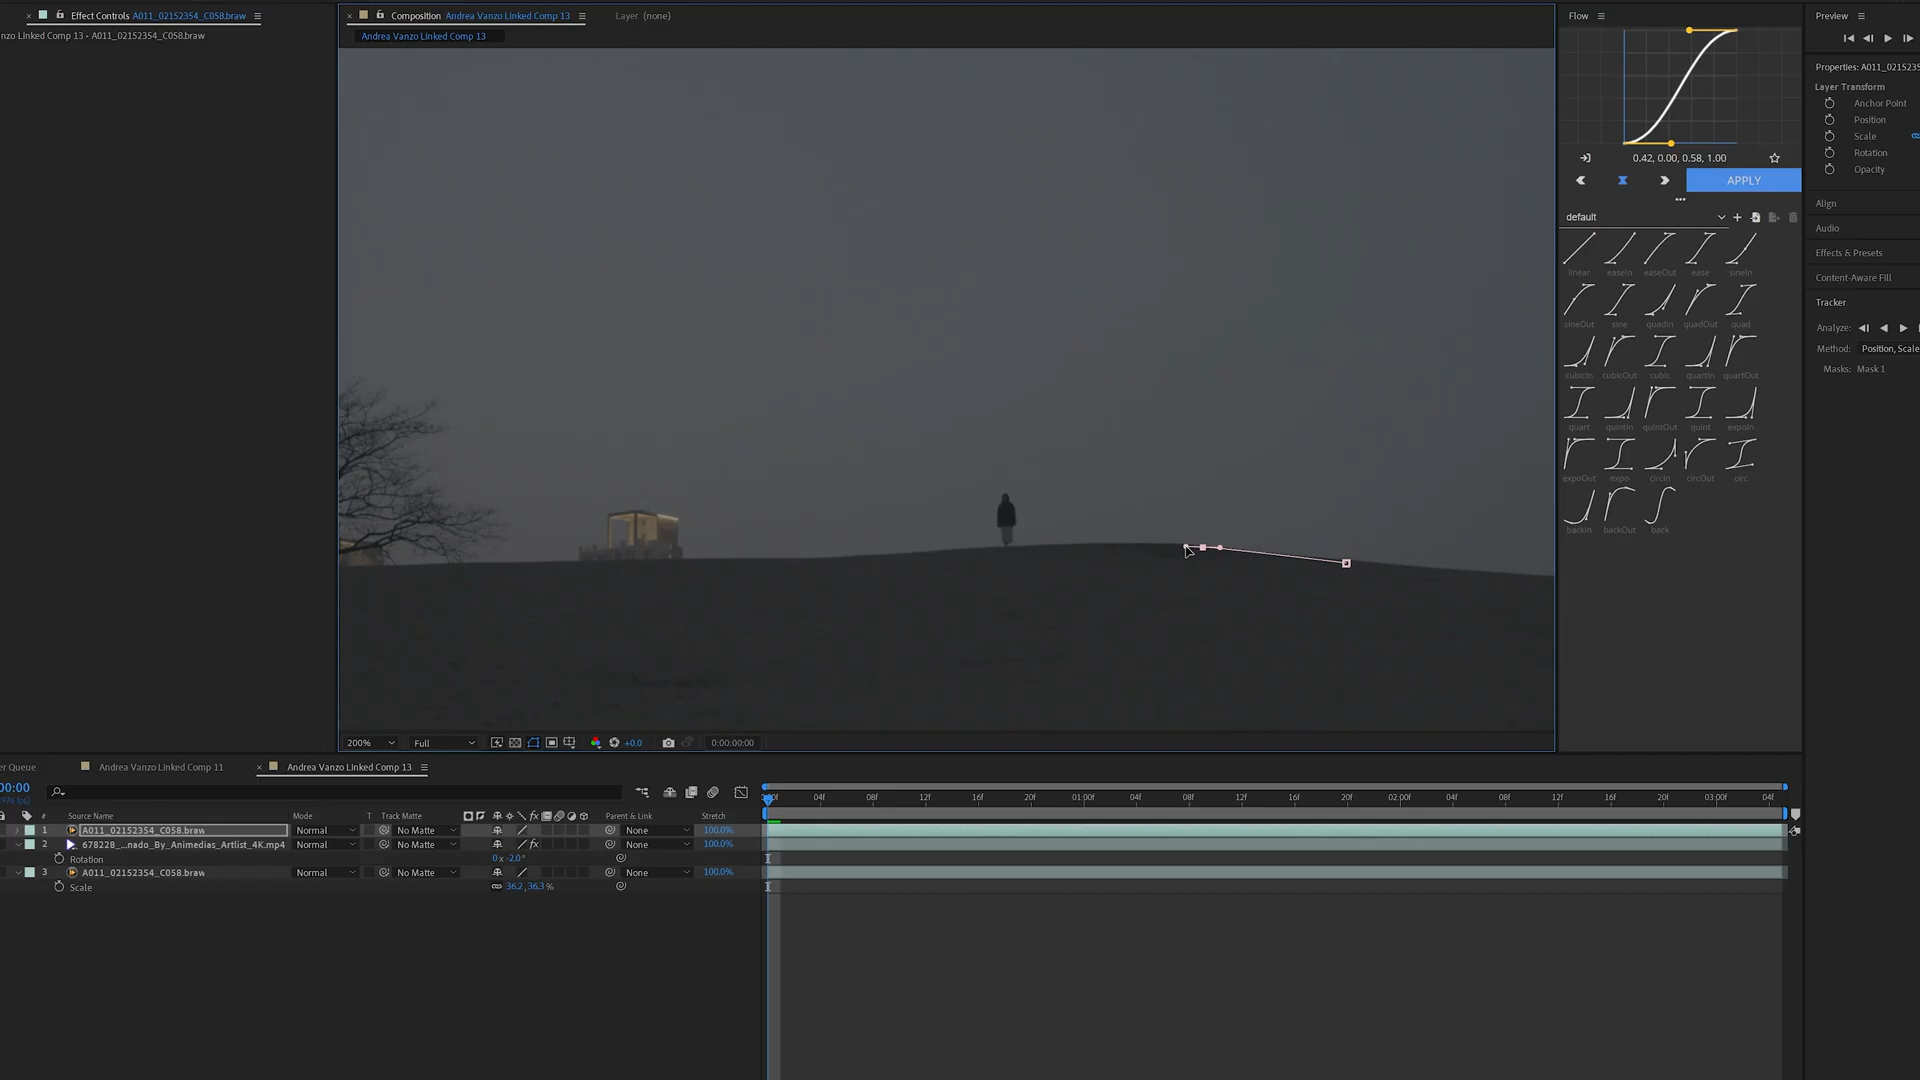 Effect Controls A011_02152354_C058.braw
nzo Linked Comp 13 • A011_02152354_C058.braw
Composition Andrea Vanzo Linked Comp 13
Layer (none)
Andrea Vanzo Linked Comp 13
Flow
0.42, 0.00, 0.58, 1.00
APPLY
default
linear easeIn easeOut ease sineIn
sineOut sine quadIn quadOut quad
cubicIn cubicOut cubic quartIn quartOut
quart quintIn quintOut quint expoIn
expoOut expo circIn circOut circ
backIn backOut back
Preview
Properties: A011_021523
Layer Transform
Anchor Point
Position
Scale
Rotation
Opacity
Align
Audio
Effects & Presets
Content-Aware Fill
Tracker
Analyze:
Method: Position, Scale
Masks: Mask 1
200% Full +0.0 0:00:00:00
er Queue Andrea Vanzo Linked Comp 11 Andrea Vanzo Linked Comp 13
00:00
04f 08f 12f 16f 20f 01:00f 04f 08f 12f 16f 20f 02:00f 04f 08f 12f 16f 20f 03:00f 04f
# Source Name Mode T Track Matte fx Parent & Link Stretch
1 A011_02152354_C058.braw Normal No Matte None 100.0%
2 678228_...nado_By_Animedias_Artlist_4K.mp4 Normal No Matte fx None 100.0%
Rotation 0x-2.0°
3 A011_02152354_C058.braw Normal No Matte None 100.0%
Scale 36.2, 36.3 %